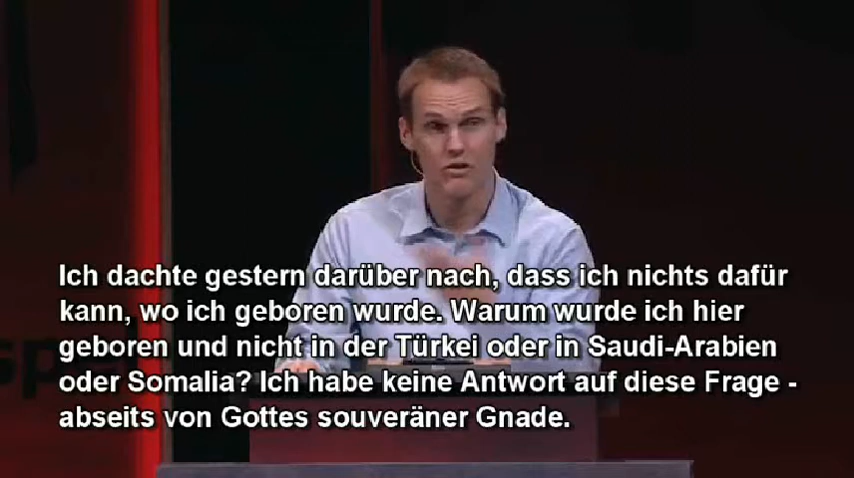 Ich dachte gestern darüber nach, dass ich nichts dafür
kann, wo ich geboren wurde. Warum wurde ich hier
geboren und nicht in der Türkei oder in Saudi-Arabien
oder Somalia? Ich habe keine Antwort auf diese Frage -
abseits von Gottes souveräner Gnade.